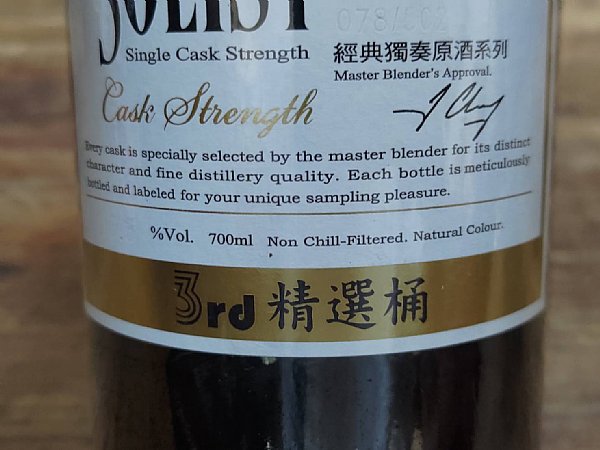 SOLIST
Single Cask Strength
經典獨奏原酒系列
Master Blender's Approval.
Cask Strength
Every cask is specially selected by the master blender for its distinct
character and fine distillery quality. Each bottle is meticulously
bottled and labeled for your unique sampling pleasure.
%Vol. 700ml Non Chill-Filtered. Natural Colour.
3rd 精選桶